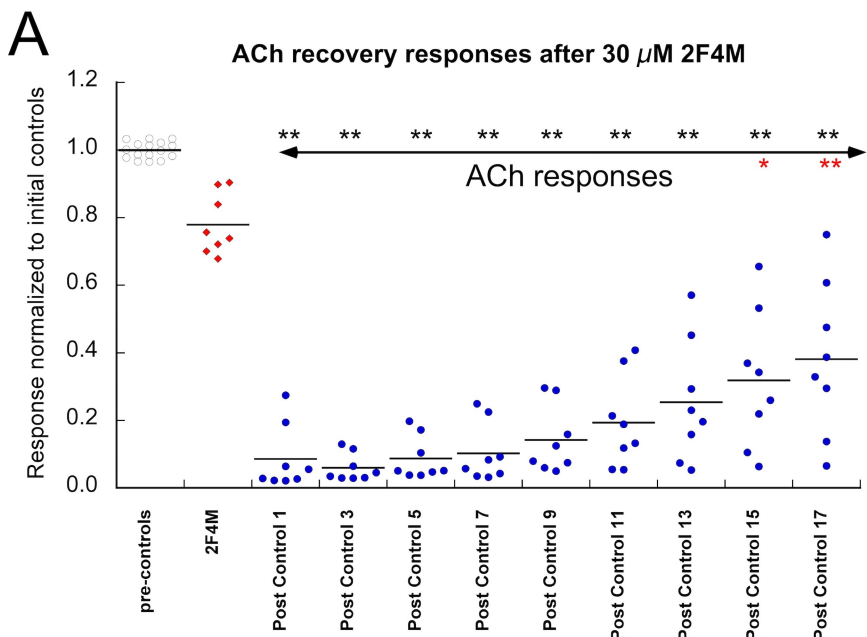 A
ACh recovery responses after 30 μM 2F4M
Response normalized to initial controls
1.2
1.0
0.8
0.6
0.4
0.2
0.0
** ** ** ** ** ** ** ** **
* **
ACh responses
pre-controls
2F4M
Post Control 1
Post Control 3
Post Control 5
Post Control 7
Post Control 9
Post Control 11
Post Control 13
Post Control 15
Post Control 17